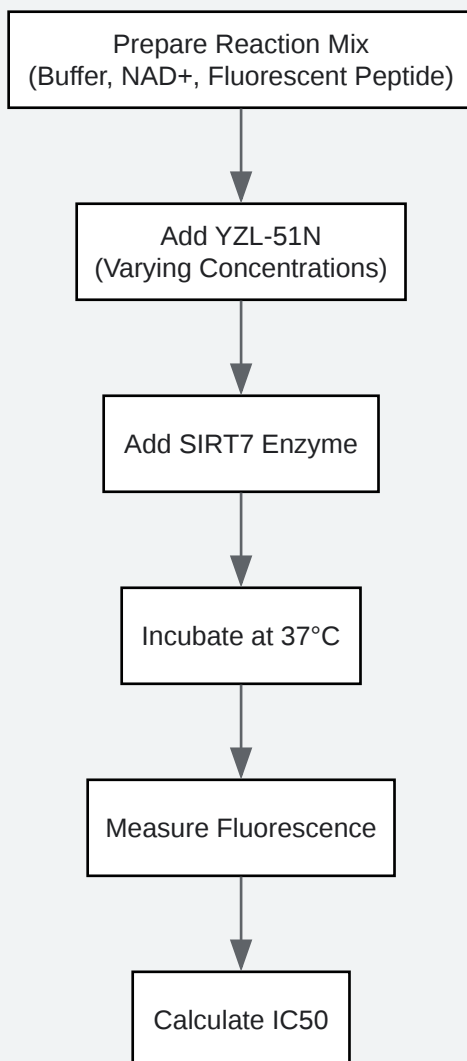 Prepare Reaction Mix
(Buffer, NAD+, Fluorescent Peptide)
Add YZL-51N
(Varying Concentrations)
Add SIRT7 Enzyme
Incubate at 37°C
Measure Fluorescence
Calculate IC50